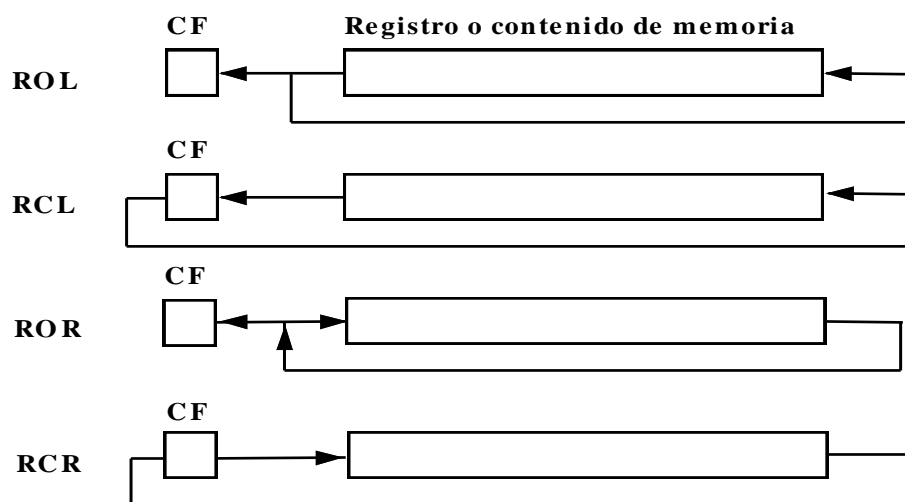 CF Registro o contenido de memoria
ROL
CF
RCL
CF
ROR
CF
RCR